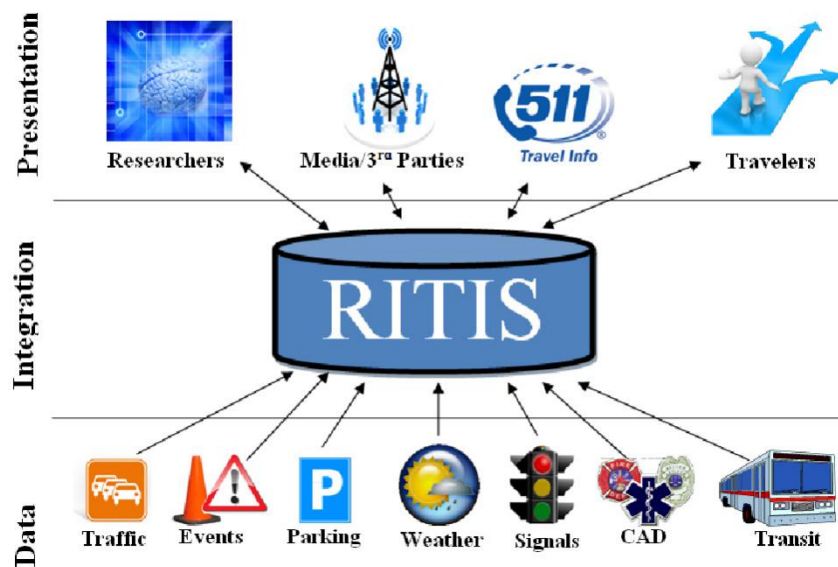 Presentation
Researchers
Media/3rd Parties
511
®
Travel Info
Travelers
Integration
RITIS
Data
Traffic
Events
Parking
Weather
Signals
CAD
Transit
!
P
FIRE